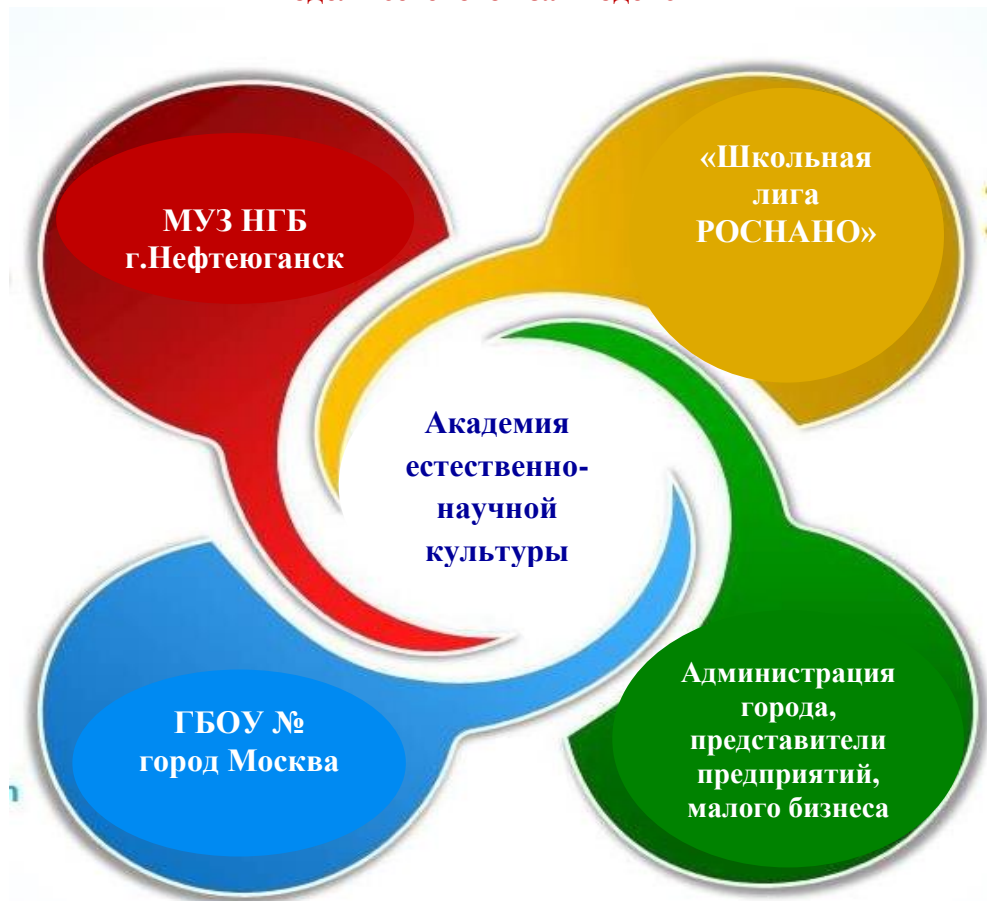 МУЗ НГБ
г.Нефтеюганск
«Школьная
лига
РОСНАНО»
Академия
естественно-
научной
культуры
ГБОУ №
город Москва
Администрация
города,
представители
предприятий,
малого бизнеса